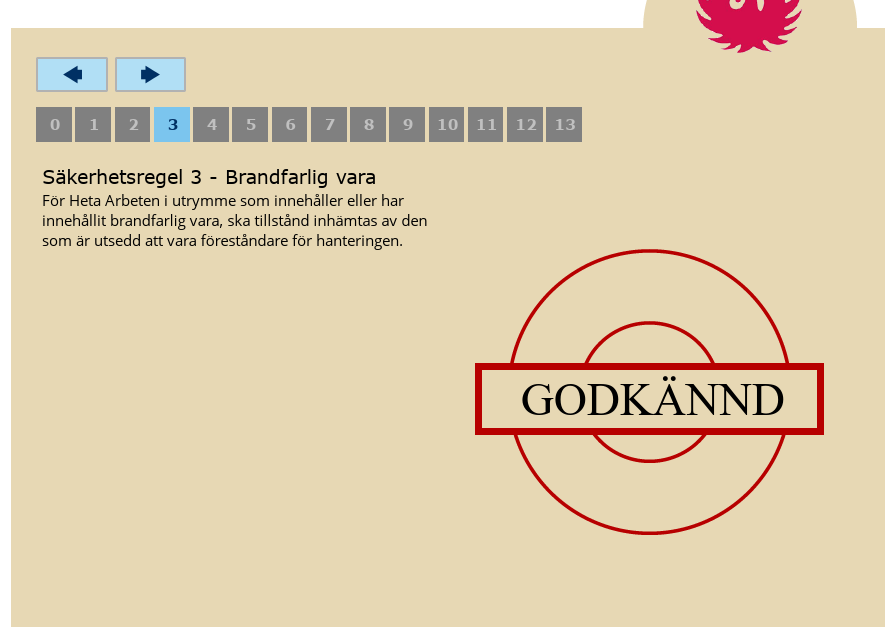 0 1 2 3 4 5 6 7 8 9 10 11 12 13
Säkerhetsregel 3 - Brandfarlig vara
För Heta Arbeten i utrymme som innehåller eller har
innehållit brandfarlig vara, ska tillstånd inhämtas av den
som är utsedd att vara föreståndare för hanteringen.
GODKÄNND